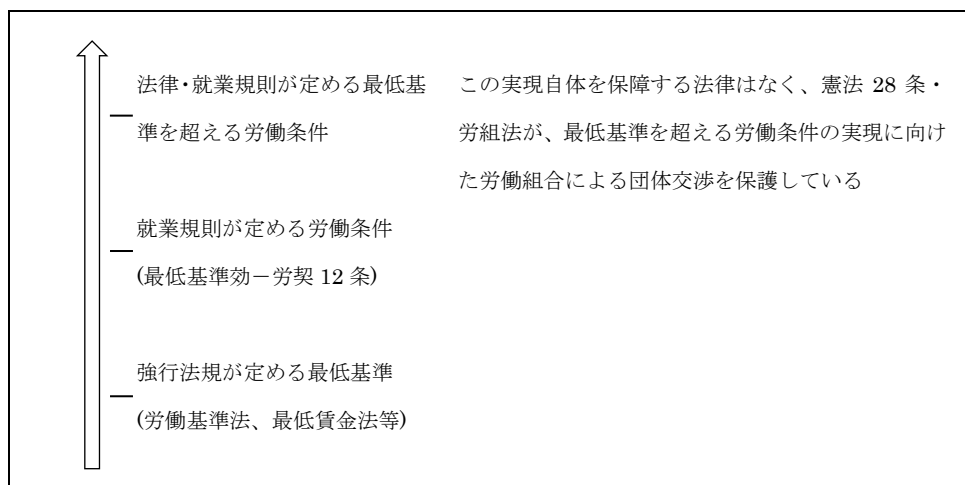 法律・就業規則が定める最低基
準を超える労働条件
この実現自体を保障する法律はなく、憲法 28 条・
労組法が、最低基準を超える労働条件の実現に向け
た労働組合による団体交渉を保護している
就業規則が定める労働条件
(最低基準効－労契 12 条)
強行法規が定める最低基準
(労働基準法、最低賃金法等)